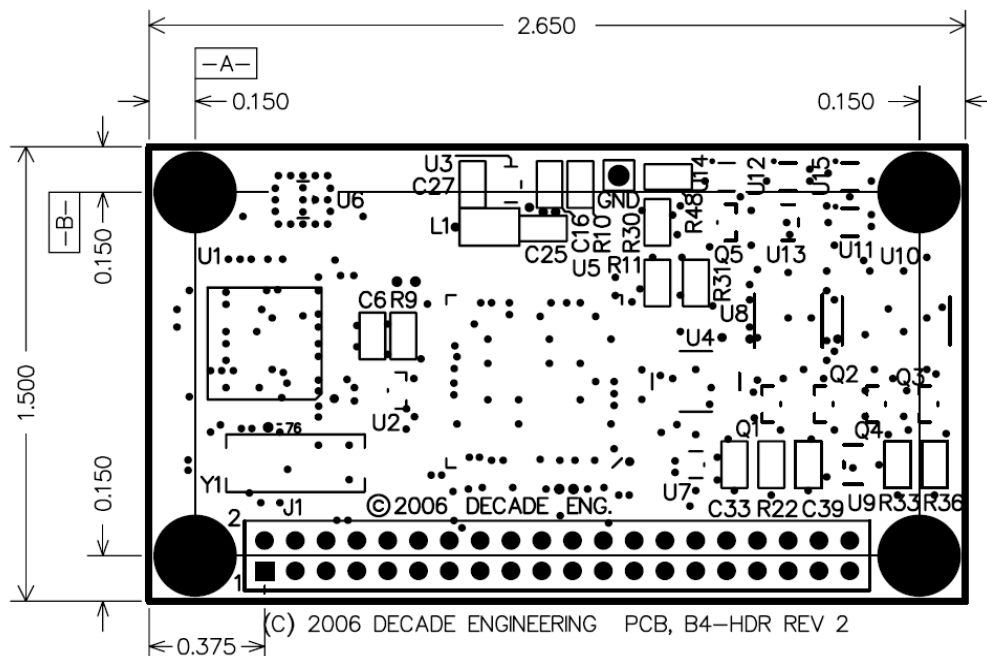 2.650
-A-
0.150
0.150
U3
C27
GND
U14
U12
U15
-B-
U6
L1
C16
R10
R30
R48
C25
U5
R11
R31
Q5
U13
U11
U10
0.150
U1
C6 R9
U8
U4
1.500
U2
Q2
Q3
76
Q1
Q4
0.150
Y1
U7
C33 R22 C39 U9 R33 R36
J1
©2006 DECADE ENG.
2
1
(C) 2006 DECADE ENGINEERING PCB, B4-HDR REV 2
0.375